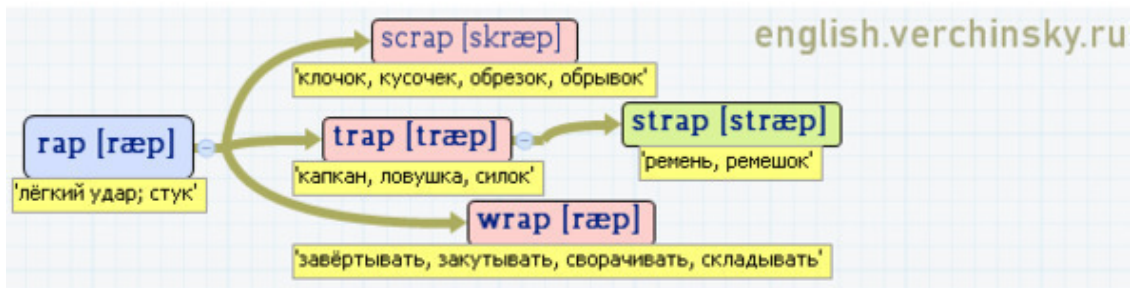 english.verchinsky.ru
scrap [skræp]
'клочок, кусочек, обрезок, обрывок'
rap [ræp]
'лёгкий удар; стук'
trap [træp]
'капкан, ловушка, силок'
strap [stræp]
'ремень, ремешок'
wrap [ræp]
'завёртывать, закутывать, сворачивать, складывать'